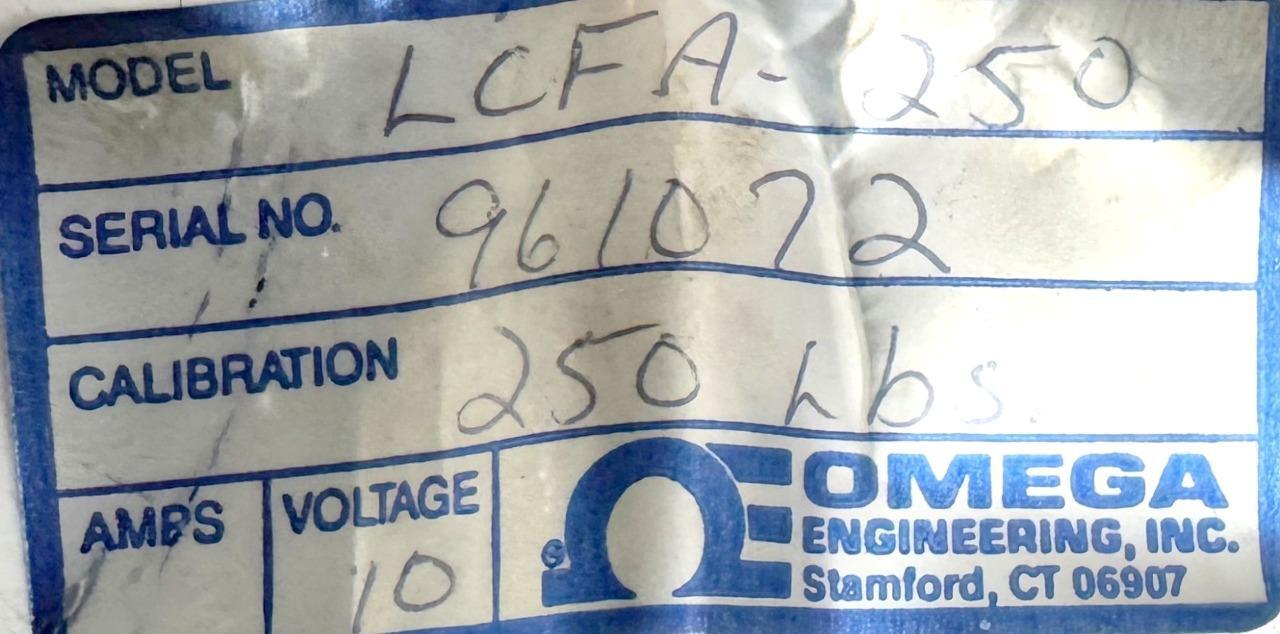 MODEL LCFA-250
SERIAL NO. 961072
CALIBRATION 250 Lbs.
AMPS VOLTAGE 10
OMEGA
ENGINEERING, INC.
Stamford, CT 06907